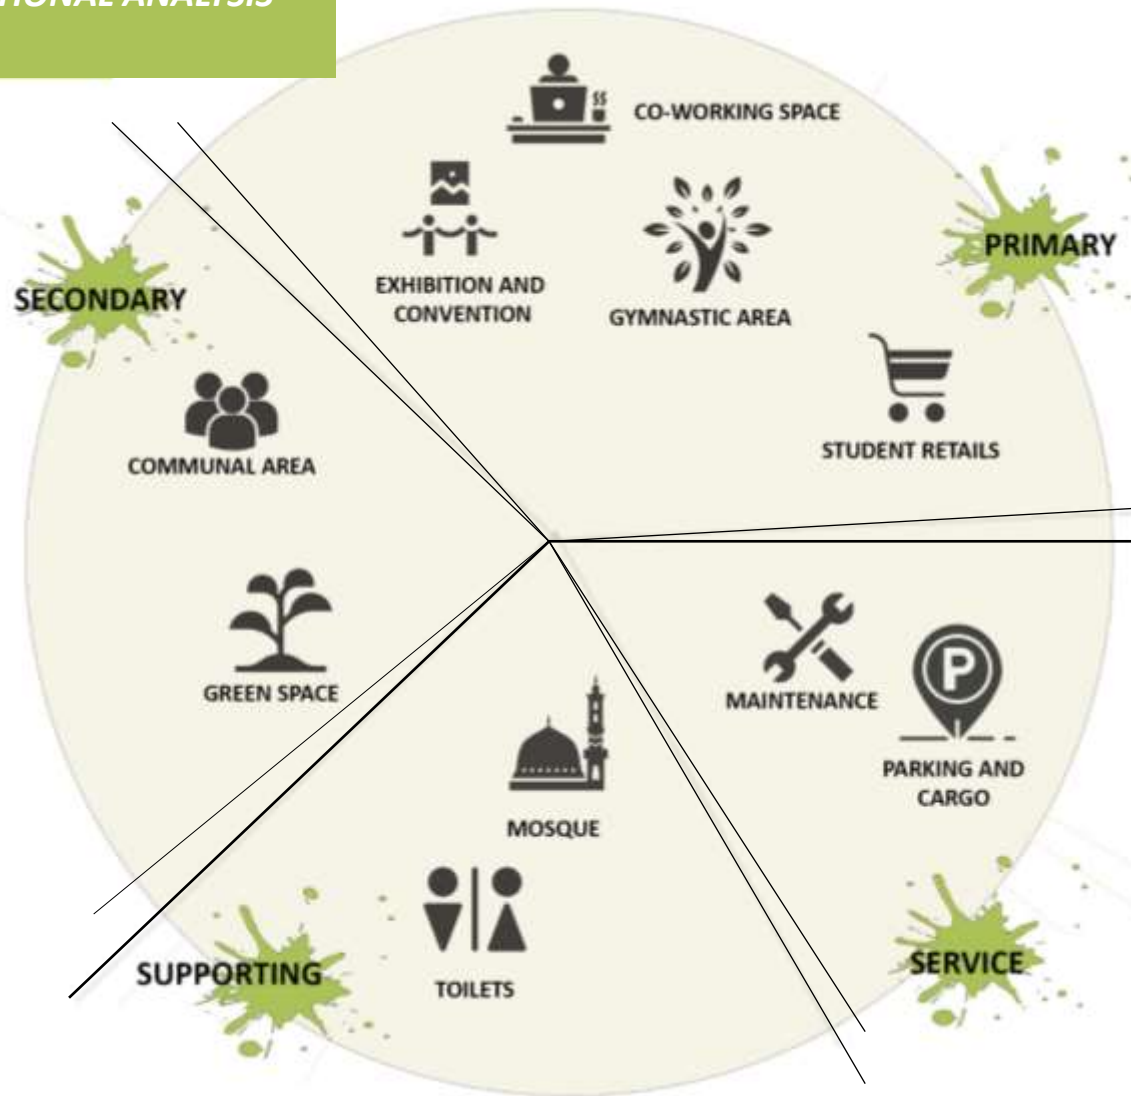 ANALYSIS
CO-WORKING SPACE
EXHIBITION AND
CONVENTION
GYMNASTIC AREA
PRIMARY
SECONDARY
STUDENT RETAILS
COMMUNAL AREA
GREEN SPACE
MAINTENANCE
P
PARKING AND
CARGO
MOSQUE
TOILETS
SUPPORTING
SERVICE